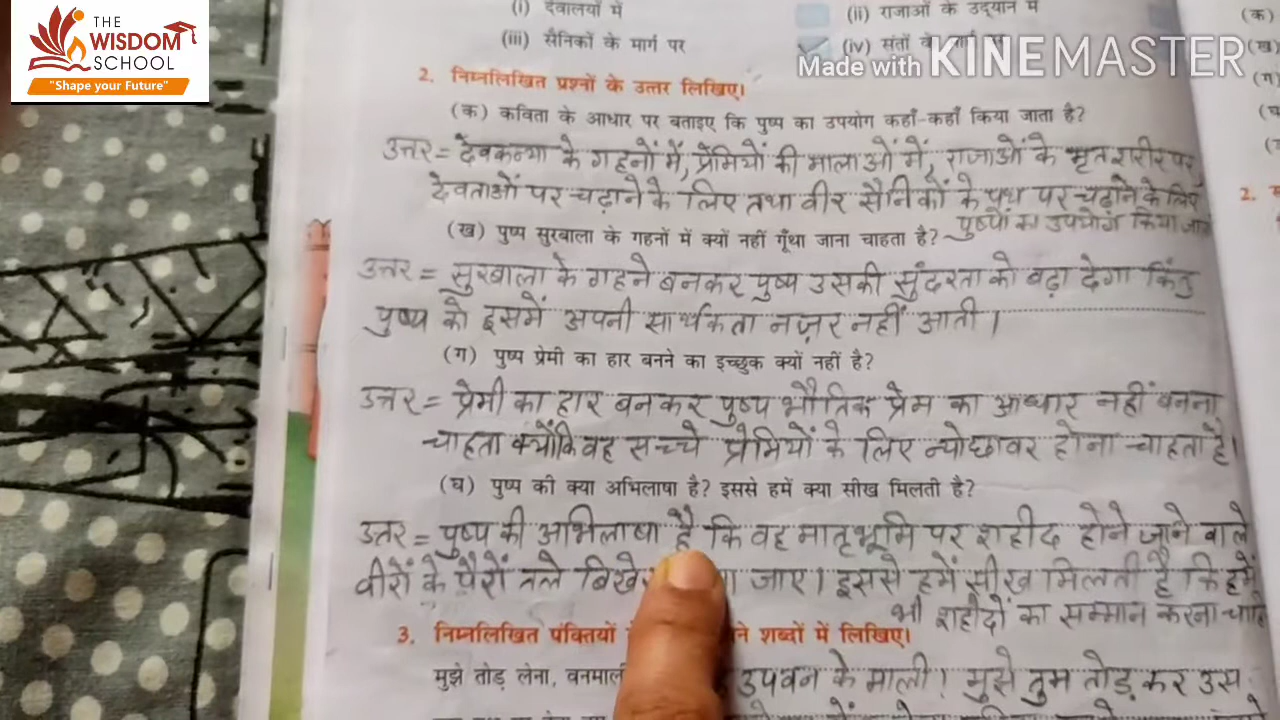 THE
WISDOM
SCHOOL
"Shape your Future"
Made with KINEMASTER
(i) देवालयों में (ii) राजाओं के उद्यान में (क)
(iii) सैनिकों के मार्ग पर (iv) संतों के मार्ग पर (ख)
2. निम्नलिखित प्रश्नों के उत्तर लिखिए। (ग)
(क) कविता के आधार पर बताइए कि पुष्प का उपयोग कहाँ-कहाँ किया जाता है?
उत्तर = देवकन्या के गहनों में, प्रेमियों की मालाओं में, राजाओं के मृत शरीर पर
देवताओं पर चढ़ाने के लिए तथा वीर सैनिकों के पथ पर चढ़ाने के लिए 2.
पुष्पों का उपयोग किया जाता
(ख) पुष्प सुरबाला के गहनों में क्यों नहीं गूँथा जाना चाहता है?
उत्तर = सुरबाला के गहने बनकर पुष्प उसकी सुंदरता को बढ़ा देगा किंतु
पुष्प को इसमें अपनी सार्थकता नज़र नहीं आती।
(ग) पुष्प प्रेमी का हार बनने का इच्छुक क्यों नहीं है?
उत्तर = प्रेमी का हार बनकर पुष्प भौतिक प्रेम का आधार नहीं बनना
चाहता क्योंकि वह सच्चे प्रेमियों के लिए न्योछावर होना चाहता है।
(घ) पुष्प की क्या अभिलाषा है? इससे हमें क्या सीख मिलती है?
उत्तर = पुष्प की अभिलाषा है कि वह मातृभूमि पर शहीद होने जाने वाले
वीरों के पैरों तले जाए। इससे हमें सीख मिलती है कि हमें
भी शहीदों का सम्मान करना
3. निम्नलिखित पंक्तियों शब्दों में लिखिए।
मुझे तोड़ लेना, उपवन के माली! मुझे तुम तोड़ कर उस